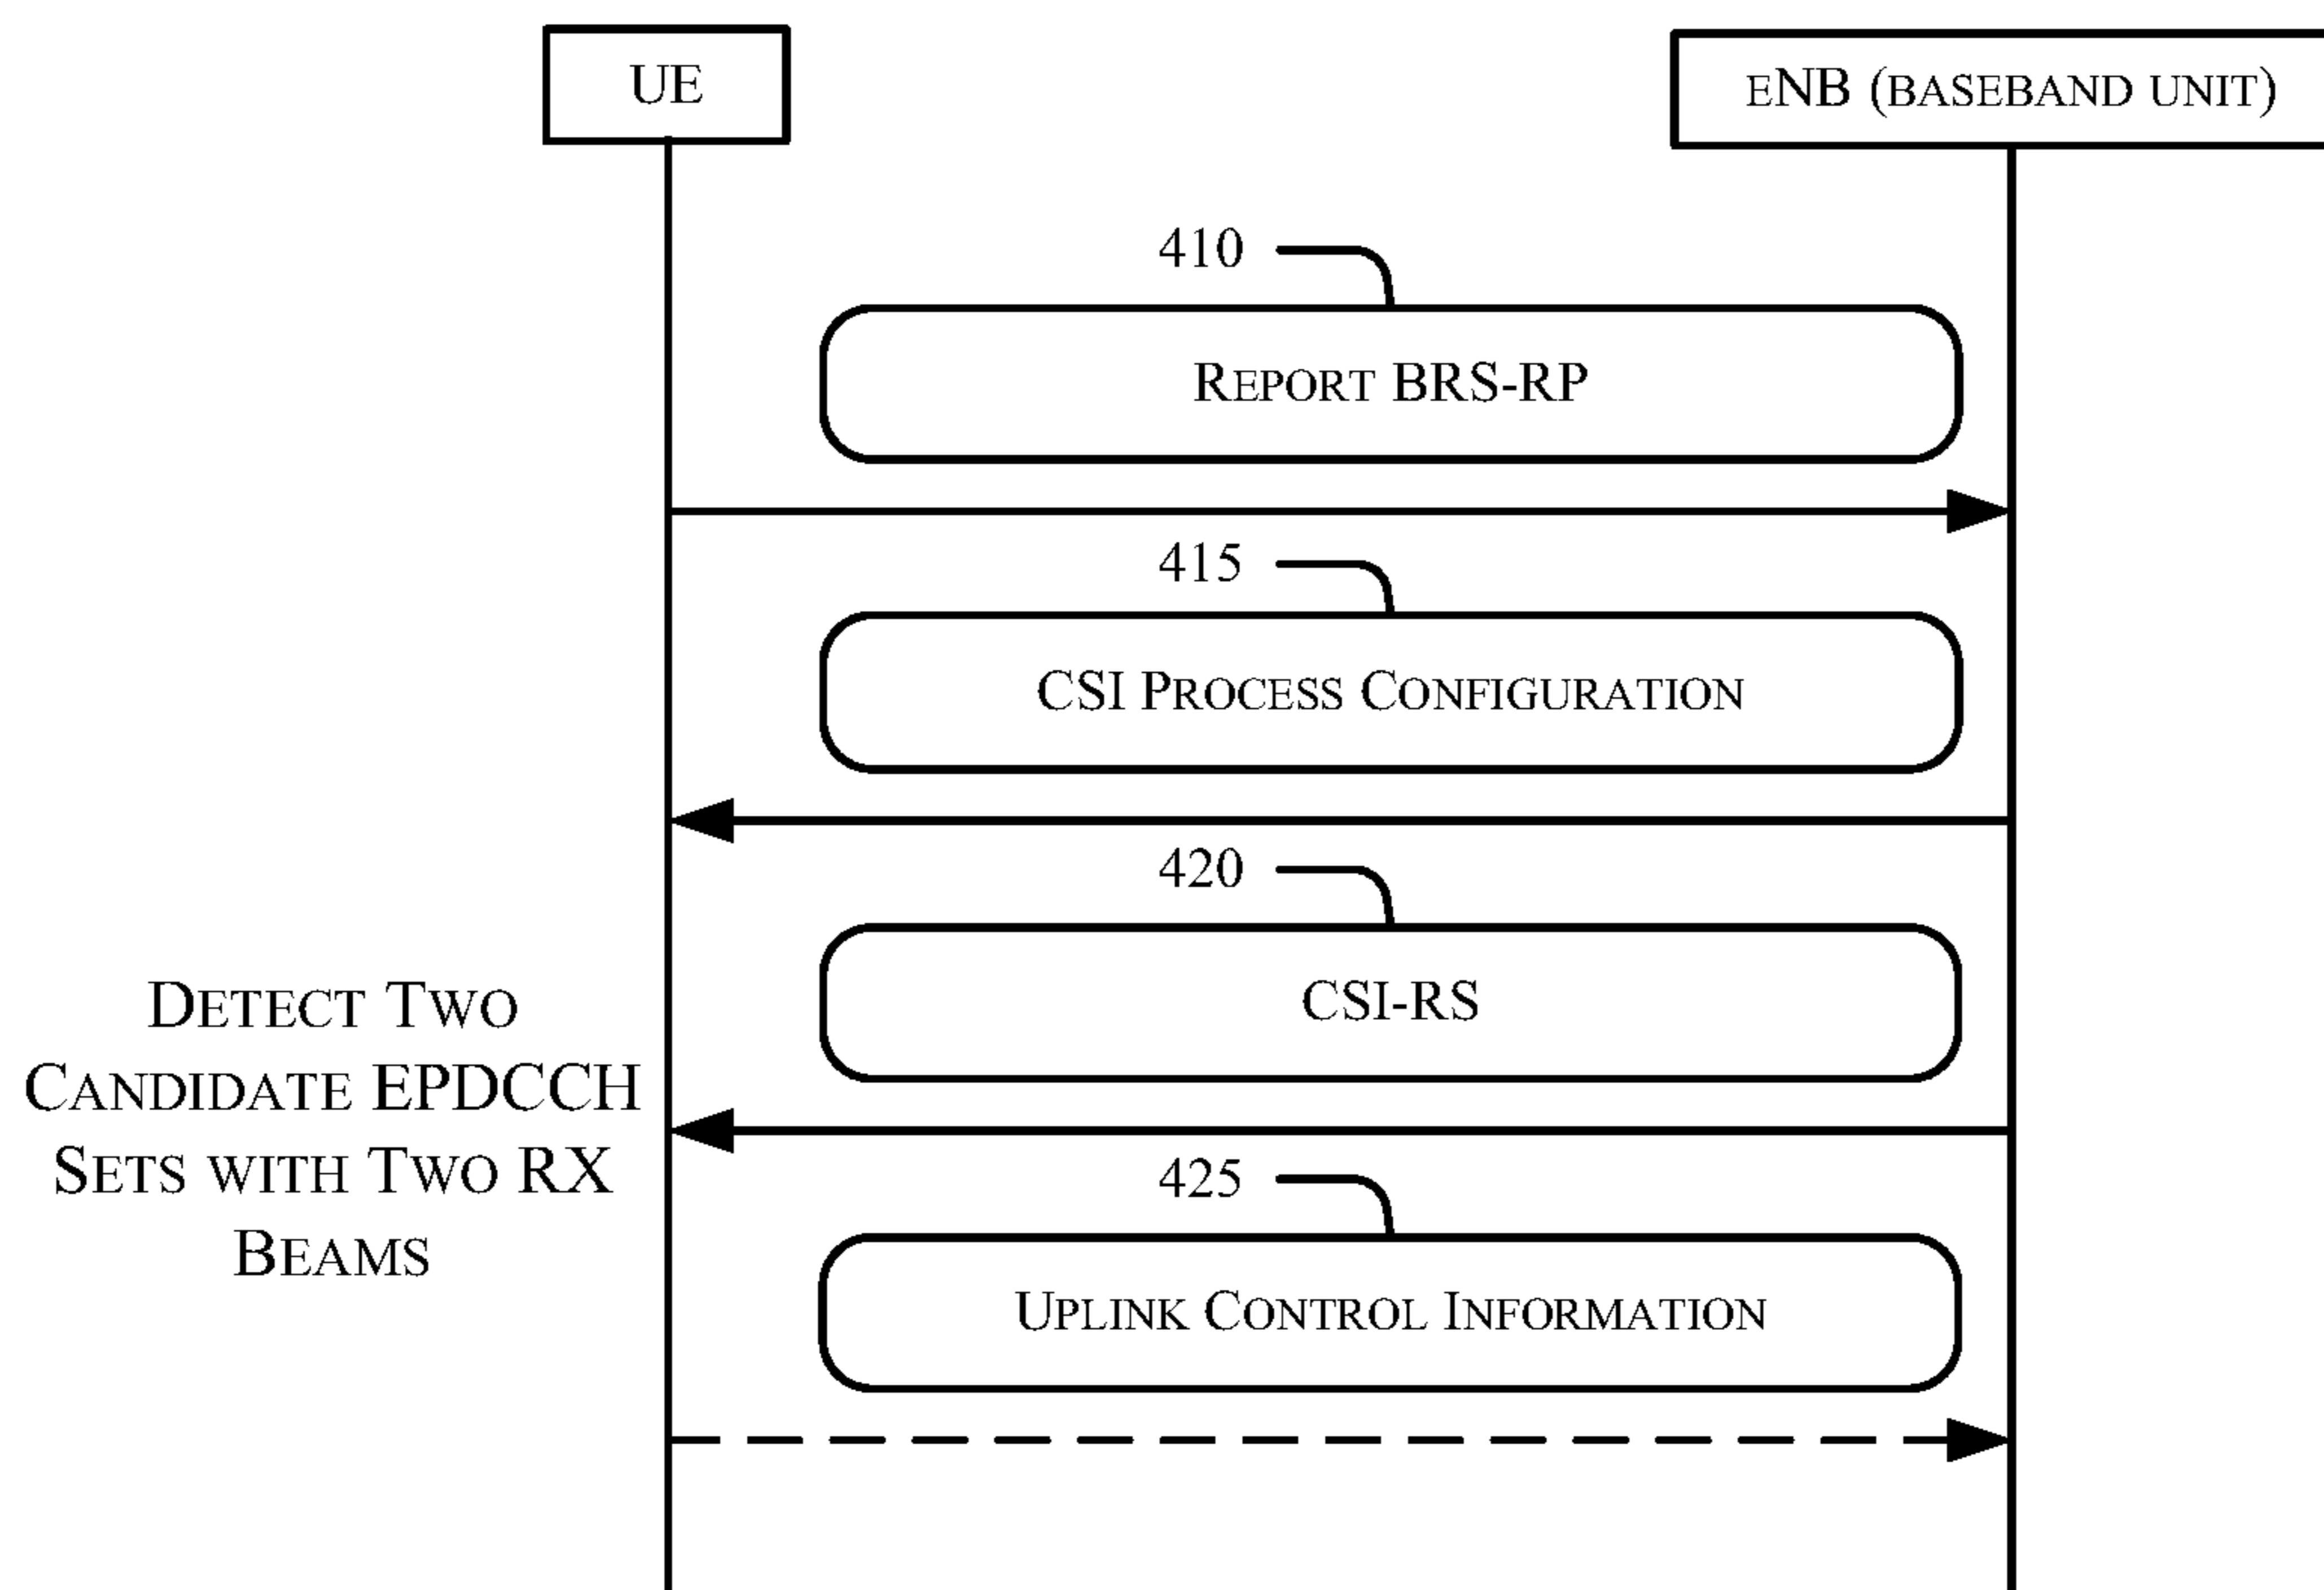 UE
eNB (BASEBAND UNIT)
410
REPORT BRS-RP
415
CSI PROCESS CONFIGURATION
420
CSI-RS
DETECT TWO
CANDIDATE EPDCCH
SETS WITH TWO RX
BEAMS
425
UPLINK CONTROL INFORMATION